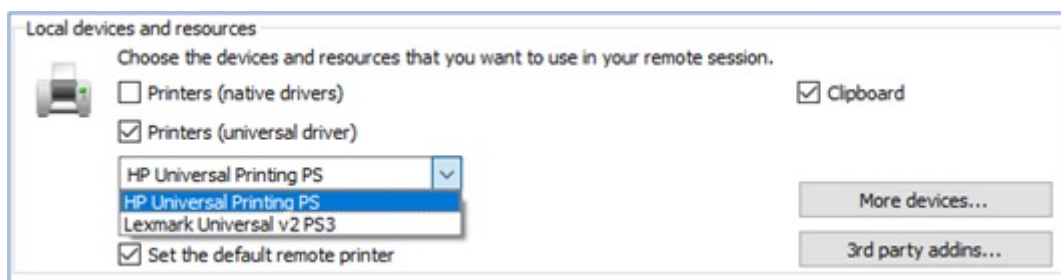 Local devices and resources
Choose the devices and resources that you want to use in your remote session.
Printers (native drivers)
Clipboard
Printers (universal driver)
HP Universal Printing PS
HP Universal Printing PS
Lexmark Universal v2 PS3
More devices...
Set the default remote printer
3rd party addins...